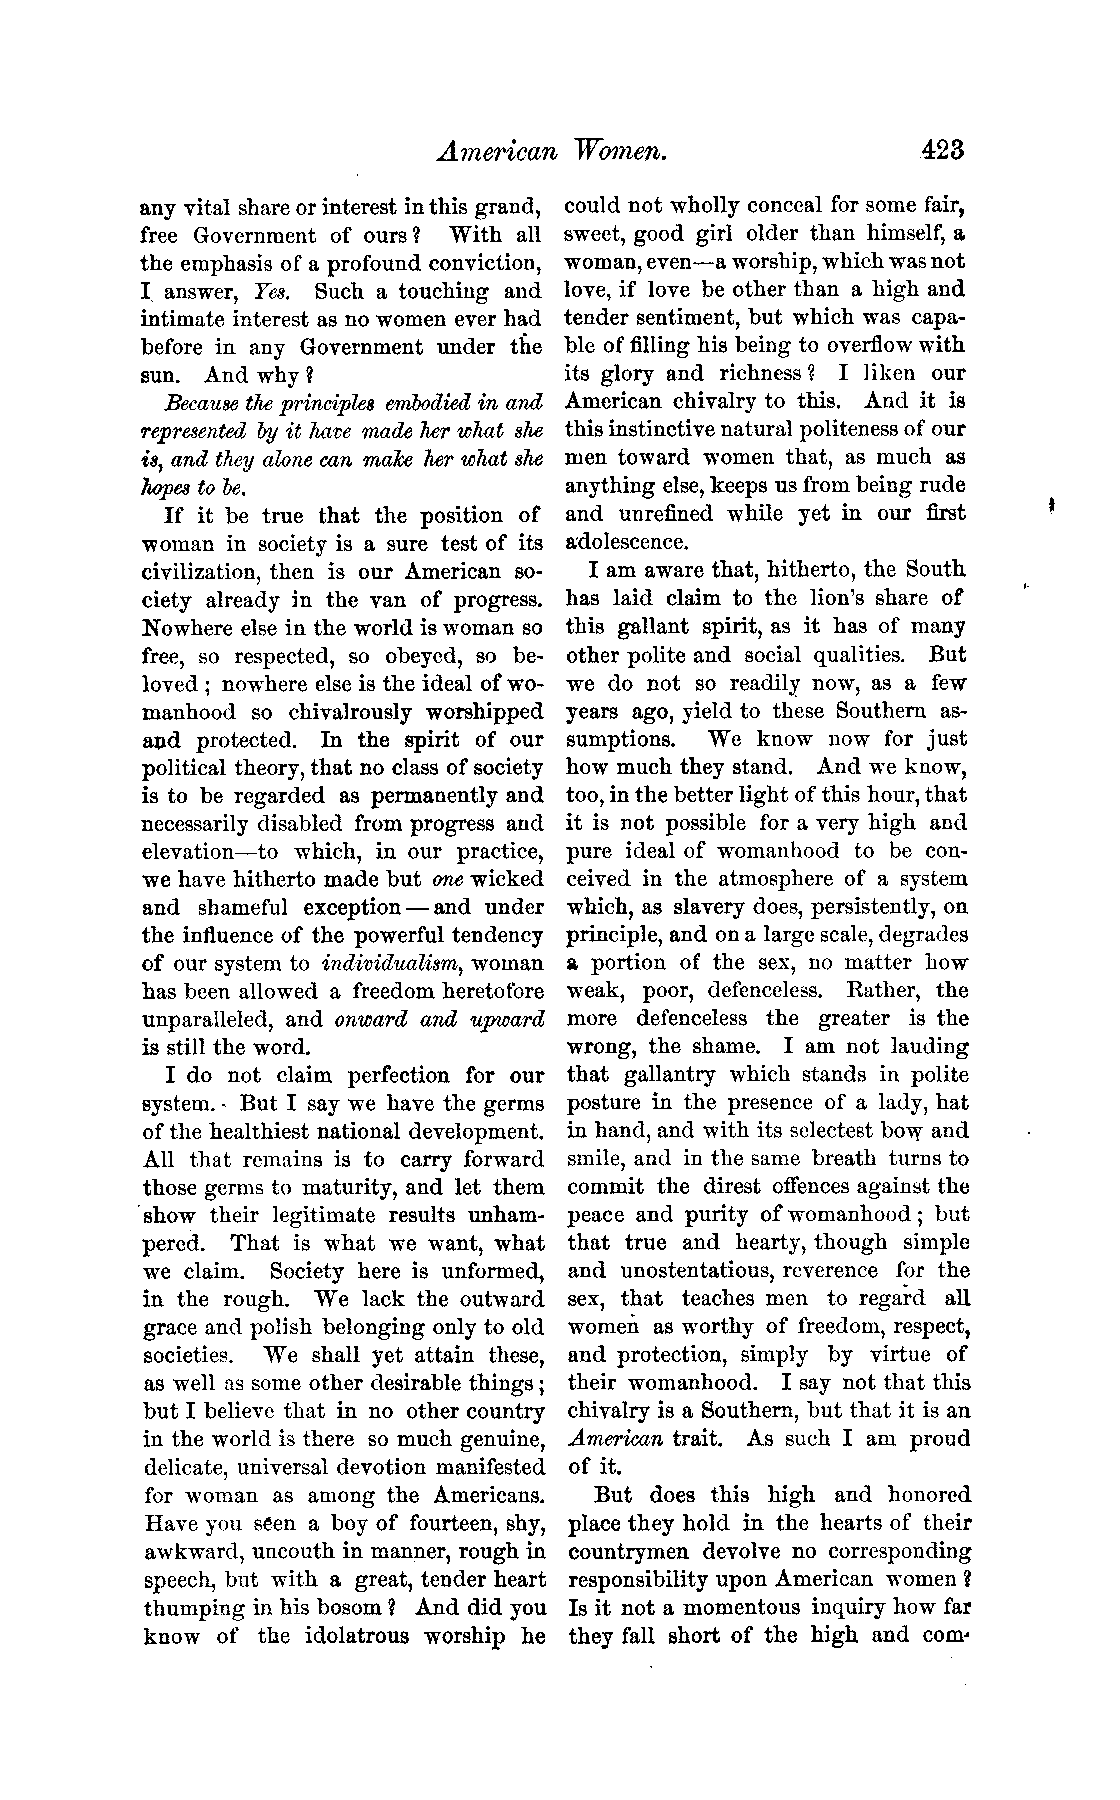 American Women. 423
any vital share or interest in this grand,
free Government of ours? With all
the emphasis of a profound conviction,
I answer, Yes. Such a touching and
intimate interest as no women ever had
before in any Government under the
sun. And why?
Because the principles embodied in and
represented by it have made her what she
is, and they alone can make her what she
hopes to be.
If it be true that the position of
woman in society is a sure test of its
civilization, then is our American so-
ciety already in the van of progress.
Nowhere else in the world is woman so
free, so respected, so obeyed, so be-
loved; nowhere else is the ideal of wo-
manhood so chivalrously worshipped
and protected. In the spirit of our
political theory, that no class of society
is to be regarded as permanently and
necessarily disabled from progress and
elevation—to which, in our practice,
we have hitherto made but one wicked
and shameful exception—and under
the influence of the powerful tendency
of our system to individualism, woman
has been allowed a freedom heretofore
unparalleled, and onward and upward
is still the word.
I do not claim perfection for our
system. But I say we have the germs
of the healthiest national development.
All that remains is to carry forward
those germs to maturity, and let them
show their legitimate results unham-
pered. That is what we want, what
we claim. Society here is unformed,
in the rough. We lack the outward
grace and polish belonging only to old
societies. We shall yet attain these,
as well as some other desirable things;
but I believe that in no other country
in the world is there so much genuine,
delicate, universal devotion manifested
for woman as among the Americans.
Have you seen a boy of fourteen, shy,
awkward, uncouth in manner, rough in
speech, but with a great, tender heart
thumping in his bosom? And did you
know of the idolatrous worship he
could not wholly conceal for some fair,
sweet, good girl older than himself, a
woman, even—a worship, which was not
love, if love be other than a high and
tender sentiment, but which was capa-
ble of filling his being to overflow with
its glory and richness? I liken our
American chivalry to this. And it is
this instinctive natural politeness of our
men toward women that, as much as
anything else, keeps us from being rude
and unrefined while yet in our first
adolescence.
I am aware that, hitherto, the South
has laid claim to the lion's share of
this gallant spirit, as it has of many
other polite and social qualities. But
we do not so readily now, as a few
years ago, yield to these Southern as-
sumptions. We know now for just
how much they stand. And we know,
too, in the better light of this hour, that
it is not possible for a very high and
pure ideal of womanhood to be con-
ceived in the atmosphere of a system
which, as slavery does, persistently, on
principle, and on a large scale, degrades
a portion of the sex, no matter how
weak, poor, defenceless. Rather, the
more defenceless the greater is the
wrong, the shame. I am not lauding
that gallantry which stands in polite
posture in the presence of a lady, hat
in hand, and with its selectest bow and
smile, and in the same breath turns to
commit the direst offences against the
peace and purity of womanhood; but
that true and hearty, though simple
and unostentatious, reverence for the
sex, that teaches men to regard all
women as worthy of freedom, respect,
and protection, simply by virtue of
their womanhood. I say not that this
chivalry is a Southern, but that it is an
American trait. As such I am proud
of it.
But does this high and honored
place they hold in the hearts of their
countrymen devolve no corresponding
responsibility upon American women?
Is it not a momentous inquiry how far
they fall short of the high and com-